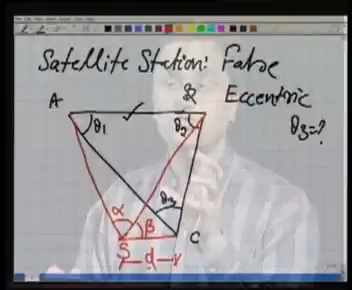 Satellite Station: False
Eccentric
A
B
θ1
θ2
θ3=?
θ3
α
β
S
C
d